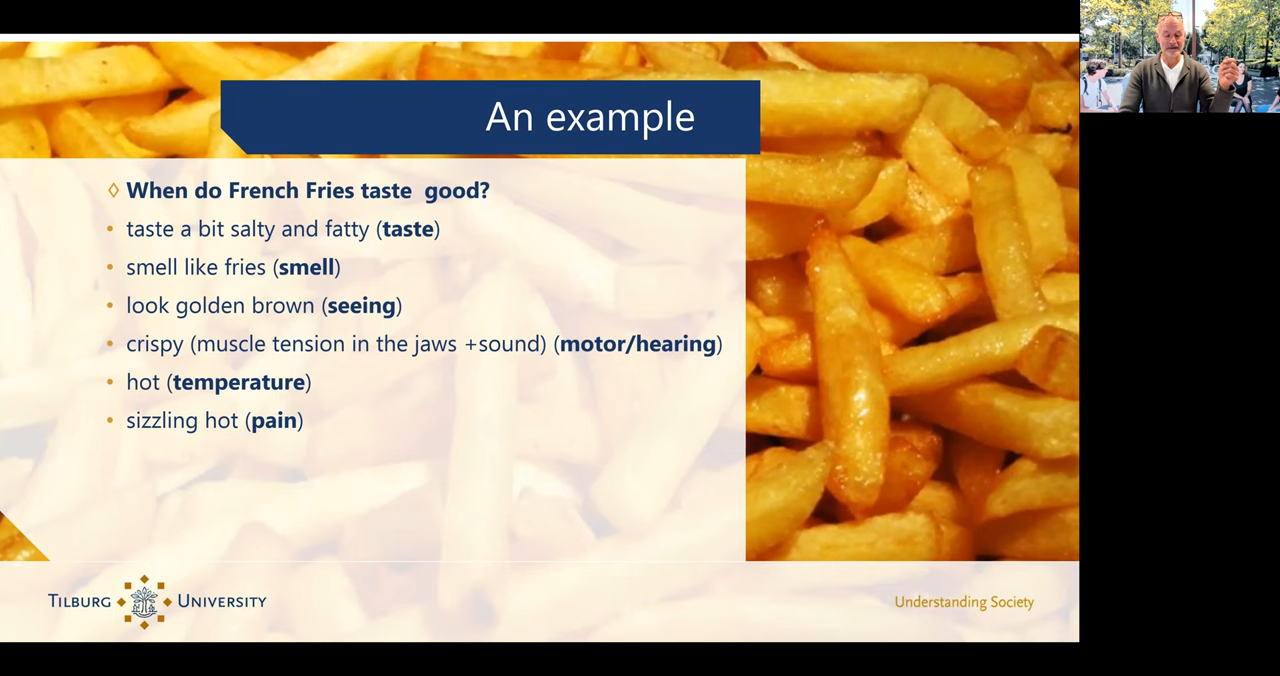 An example
◊ When do French Fries taste  good?
• taste a bit salty and fatty (taste)
• smell like fries (smell)
• look golden brown (seeing)
• crispy (muscle tension in the jaws +sound) (motor/hearing)
• hot (temperature)
• sizzling hot (pain)
TILBURG UNIVERSITY
Understanding Society